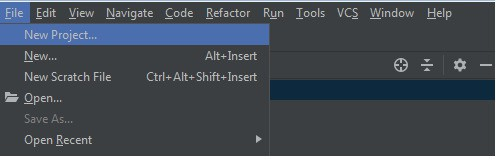 File Edit View Navigate Code Refactor Run Tools VCS Window Help
New Project...
New... Alt+Insert
New Scratch File Ctrl+Alt+Shift+Insert
Open...
Save As...
Open Recent